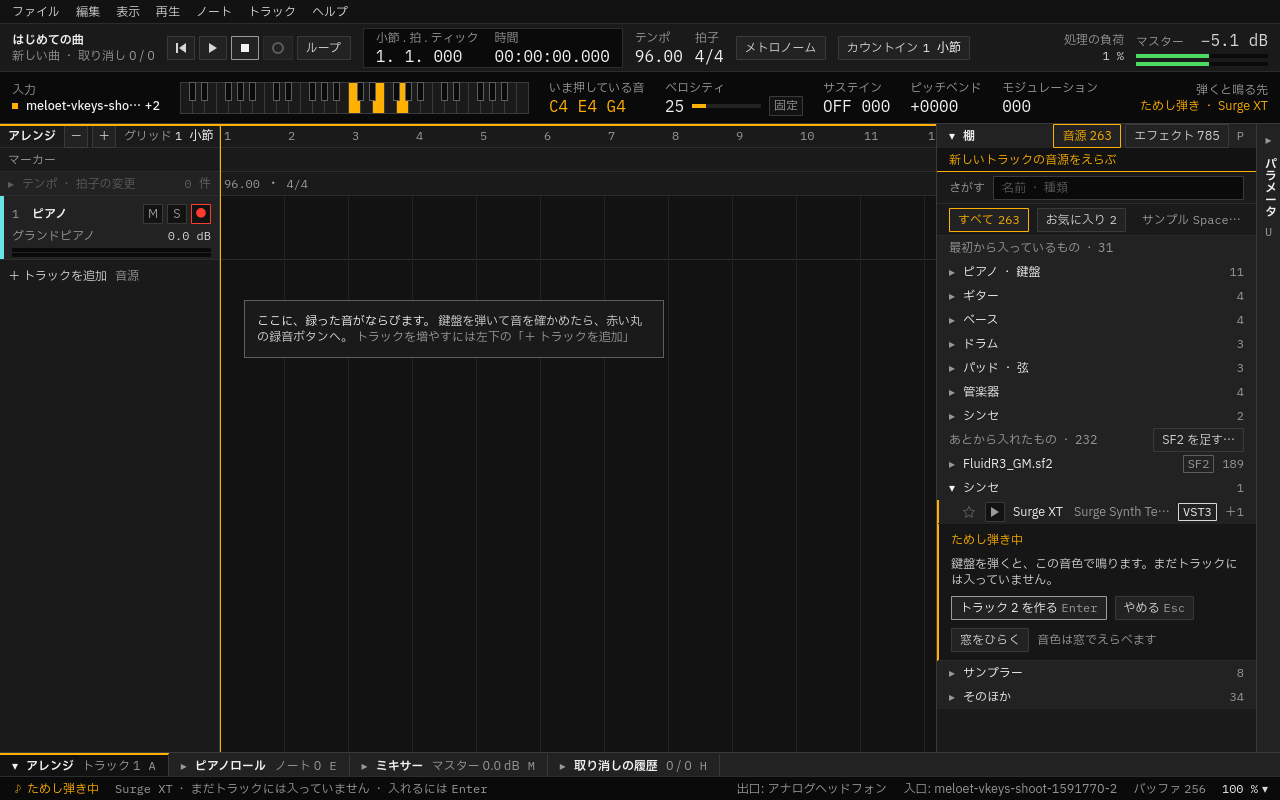 ファイル 編集 表示 再生 ノート トラック ヘルプ
はじめての曲
新しい曲 · 取り消し 0 / 0
ループ
小節 . 拍 . ティック 時間
1. 1. 000 00:00:00.000
テンポ 拍子
96.00 4/4
メトロノーム
カウントイン 1 小節
処理の負荷
1 %
マスター −5.1 dB
入力
meloet-vkeys-sho… +2
いま押している音
C4 E4 G4
ベロシティ
25 固定
サステイン ピッチベンド モジュレーション
OFF 000 +0000 000
弾くと鳴る先
ためし弾き · Surge XT
アレンジ − + グリッド 1 小節
1 2 3 4 5 6 7 8 9 10 11
マーカー
▸ テンポ · 拍子の変更 0 件
96.00 · 4/4
1 ピアノ M S
グランドピアノ 0.0 dB
+ トラックを追加 音源
ここに、録った音がならびます。 鍵盤を弾いて音を確かめたら、赤い丸
の録音ボタンへ。 トラックを増やすには左下の「+ トラックを追加」
▾ 棚 音源 263 エフェクト 785 P
新しいトラックの音源をえらぶ
さがす 名前 · 種類
すべて 263 お気に入り 2 サンプル Space…
最初から入っているもの · 31
▸ ピアノ · 鍵盤 11
▸ ギター 4
▸ ベース 4
▸ ドラム 3
▸ パッド · 弦 3
▸ 管楽器 4
▸ シンセ 2
あとから入れたもの · 232 SF2 を足す…
▸ FluidR3_GM.sf2 SF2 189
▾ シンセ 1
☆ ▶ Surge XT Surge Synth Te… VST3 +1
ためし弾き中
鍵盤を弾くと、この音色で鳴ります。まだトラックに
は入っていません。
トラック 2 を作る Enter やめる Esc
窓をひらく 音色は窓でえらべます
▸ サンプラー 8
▸ そのほか 34
▸ パラメータ U
▾ アレンジ トラック 1 A ▸ ピアノロール ノート 0 E ▸ ミキサー マスター 0.0 dB M ▸ 取り消しの履歴 0 / 0 H
♪ ためし弾き中 Surge XT · まだトラックには入っていません · 入れるには Enter
出口: アナログヘッドフォン 入口: meloet-vkeys-shoot-1591770-2 バッファ 256 100 % ▾